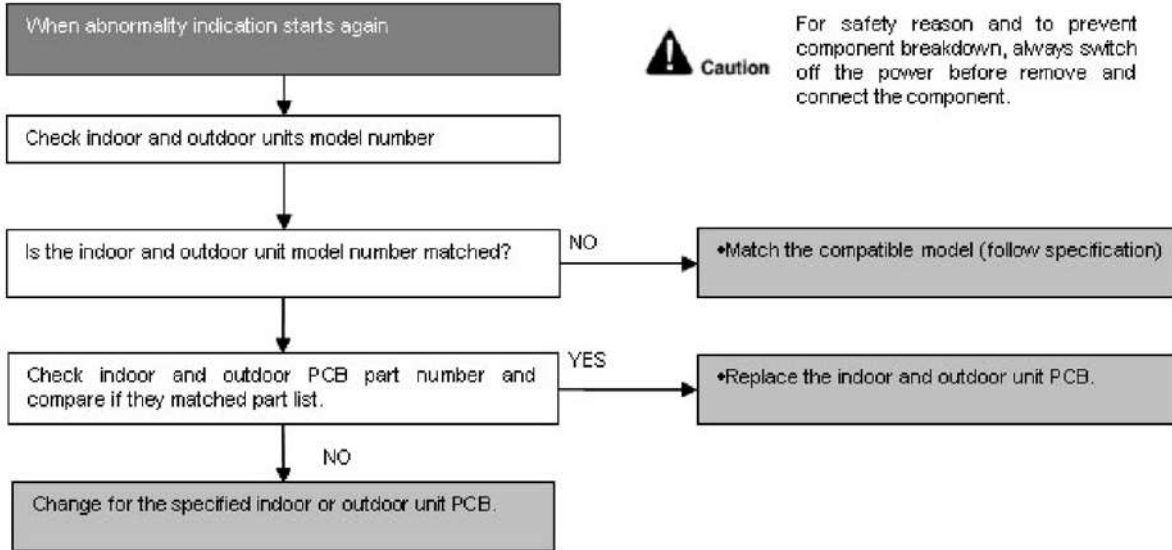 When abnormality indication starts again
For safety reason and to prevent
component breakdown, always switch
off the power before remove and
connect the component.
Caution
Check indoor and outdoor units model number
Is the indoor and outdoor unit model number matched?
NO
•Match the compatible model (follow specification)
Check indoor and outdoor PCB part number and
compare if they matched part list.
YES
•Replace the indoor and outdoor unit PCB.
NO
Change for the specified indoor or outdoor unit PCB.